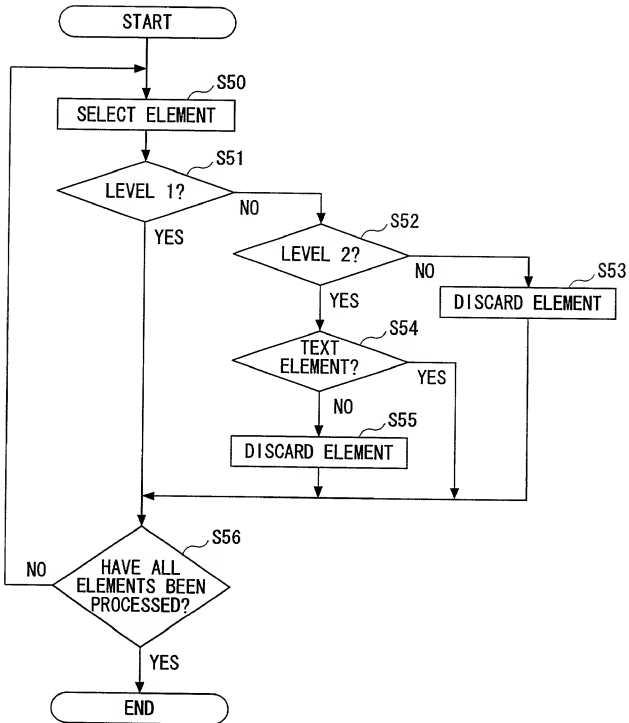 START
S50
SELECT ELEMENT
S51
LEVEL 1?
NO
YES
S52
LEVEL 2?
NO
YES
S53
DISCARD ELEMENT
S54
TEXT
ELEMENT?
YES
NO
S55
DISCARD ELEMENT
S56
HAVE ALL
ELEMENTS BEEN
PROCESSED?
NO
YES
END